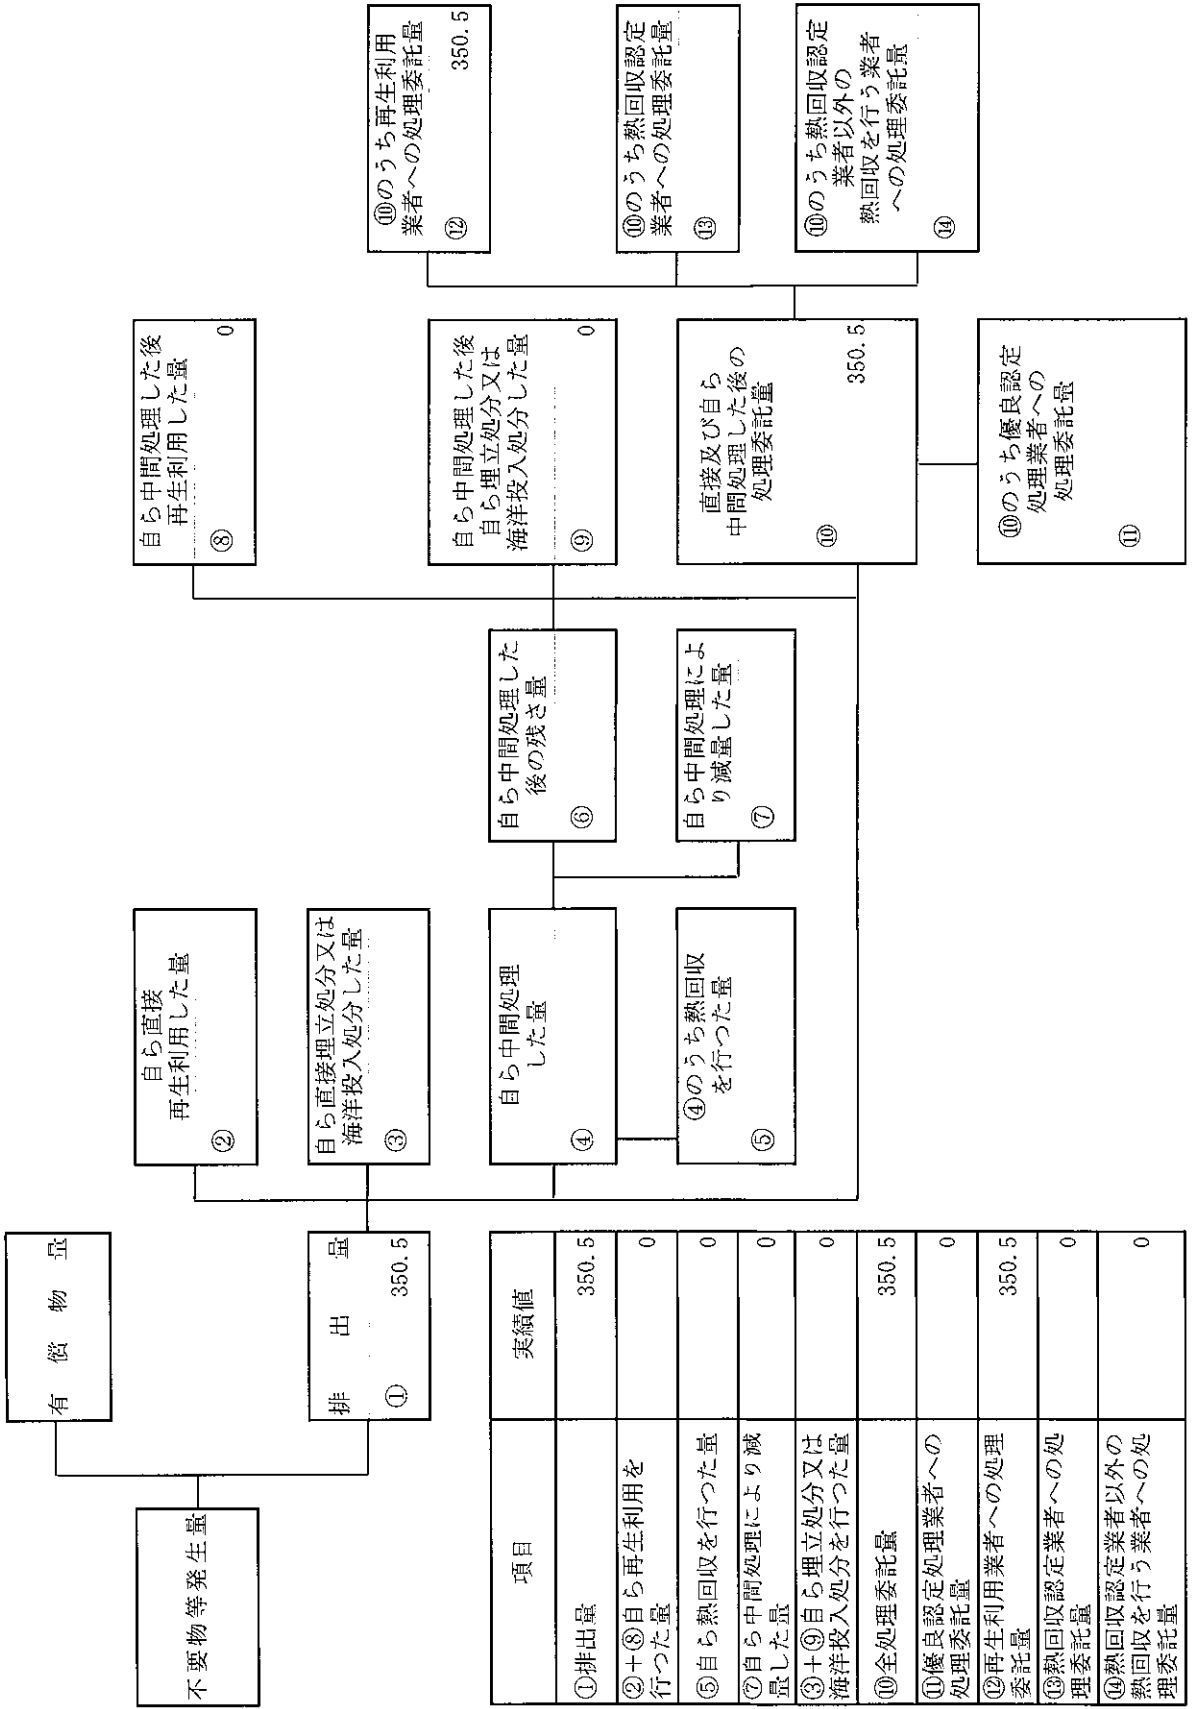 不要物等発生量
有償物量
排出量
① 350.5
自ら直接
再生利用した量
②
自ら直接埋立処分又は
海洋投入処分した量
③
自ら中間処理
した量
④
④のうち熱回収
を行つた量
⑤
自ら中間処理した
後の残さ量
⑥
自ら中間処理によ
り減量した量
⑦
自ら中間処理した後
再生利用した量
⑧ 0
自ら中間処理した後
自ら埋立処分又は
海洋投入処分した量
⑨ 0
直接及び自ら
中間処理した後の
処理委託量
⑩ 350.5
⑩のうち優良認定
処理業者への
処理委託量
⑪
⑩のうち再生利用
業者への処理委託量
⑫ 350.5
⑩のうち熱回収認定
業者への処理委託量
⑬
⑩のうち熱回収認定
業者以外の
熱回収を行う業者
への処理委託量
⑭
項目 実績値
①排出量 350.5
②+⑧自ら再生利用を
行つた量 0
⑤自ら熱回収を行つた量 0
⑦自ら中間処理により減
量した量 0
③+⑨自ら埋立処分又は
海洋投入処分を行つた量 0
⑩全処理委託量 350.5
⑪優良認定処理業者への
処理委託量 0
⑫再生利用業者への処理
委託量 350.5
⑬熱回収認定業者への処
理委託量 0
⑭熱回収認定業者以外の
熱回収を行う業者への処
理委託量 0